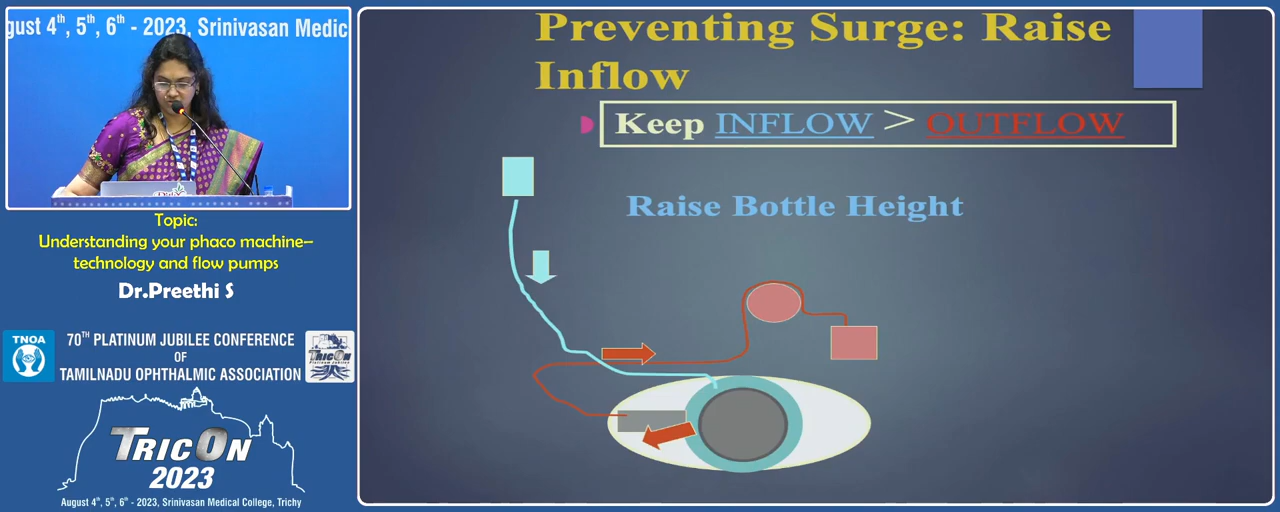 gust 4th, 5th, 6th - 2023, Srinivasan Medic
Topic:
Understanding your phaco machine–
technology and flow pumps
Dr.Preethi S
TNOA
70TH PLATINUM JUBILEE CONFERENCE
OF
TAMILNADU OPHTHALMIC ASSOCIATION
TRICON
TRICON
2023
August 4th, 5th, 6th - 2023, Srinivasan Medical College, Trichy
Preventing Surge: Raise
Inflow
Keep INFLOW > OUTFLOW
Raise Bottle Height